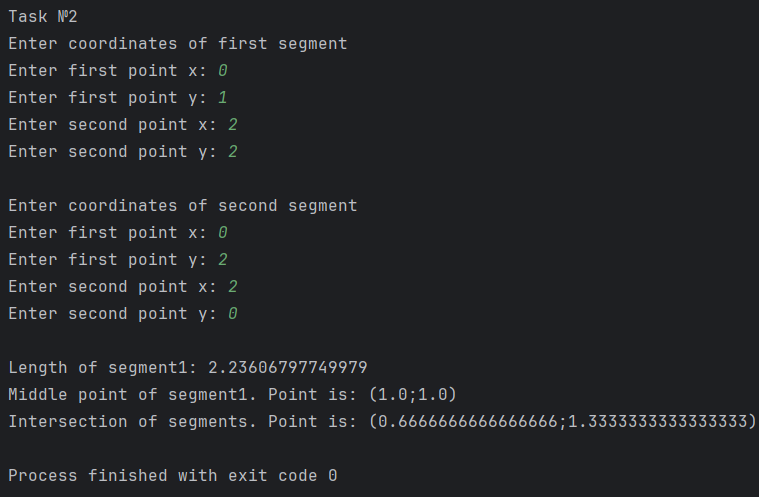 Task №2
Enter coordinates of first segment
Enter first point x: 0
Enter first point y: 1
Enter second point x: 2
Enter second point y: 2
Enter coordinates of second segment
Enter first point x: 0
Enter first point y: 2
Enter second point x: 2
Enter second point y: 0
Length of segment1: 2.23606797749979
Middle point of segment1. Point is: (1.0;1.0)
Intersection of segments. Point is: (0.6666666666666666;1.3333333333333333)
Process finished with exit code 0